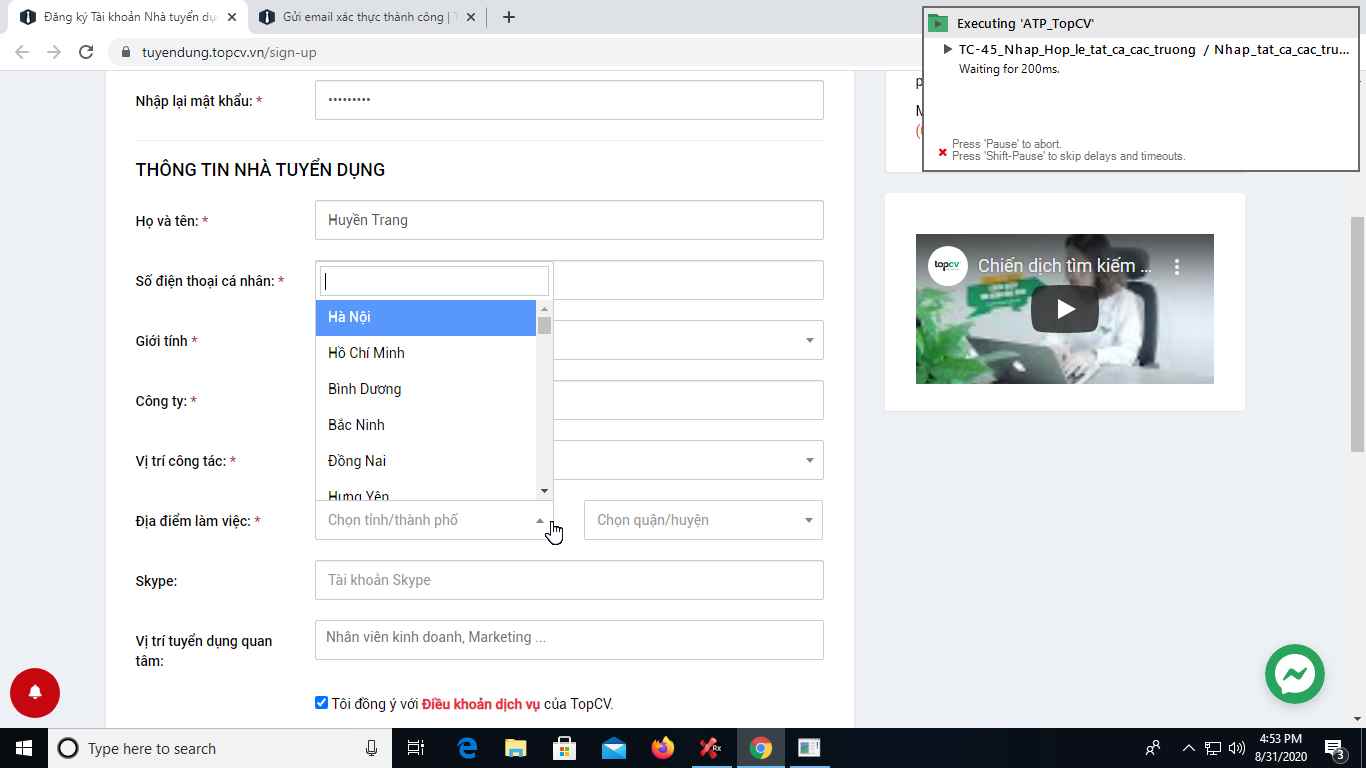 Đăng ký Tài khoản Nhà tuyển dụ
Gửi email xác thực thành công | T
tuyendung.topcv.vn/sign-up
Executing 'ATP_TopCV'
TC-45_Nhap_Hop_le_tat_ca_cac_truong / Nhap_tat_ca_cac_tru...
Waiting for 200ms.
Press 'Pause' to abort.
Press 'Shift-Pause' to skip delays and timeouts.
Nhập lại mật khẩu: *
•••••••••
THÔNG TIN NHÀ TUYỂN DỤNG
Họ và tên: *
Huyền Trang
Số điện thoại cá nhân: *
Hà Nội
Giới tính *
Hồ Chí Minh
Bình Dương
Công ty: *
Bắc Ninh
Vị trí công tác: *
Đồng Nai
Hưng Yên
Địa điểm làm việc: *
Chọn tỉnh/thành phố
Chọn quận/huyện
Skype:
Tài khoản Skype
Vị trí tuyển dụng quan
tâm:
Nhân viên kinh doanh, Marketing ...
Tôi đồng ý với Điều khoản dịch vụ của TopCV.
topcv
Chiến dịch tìm kiếm ...
Type here to search
Rx
4:53 PM
8/31/2020
3